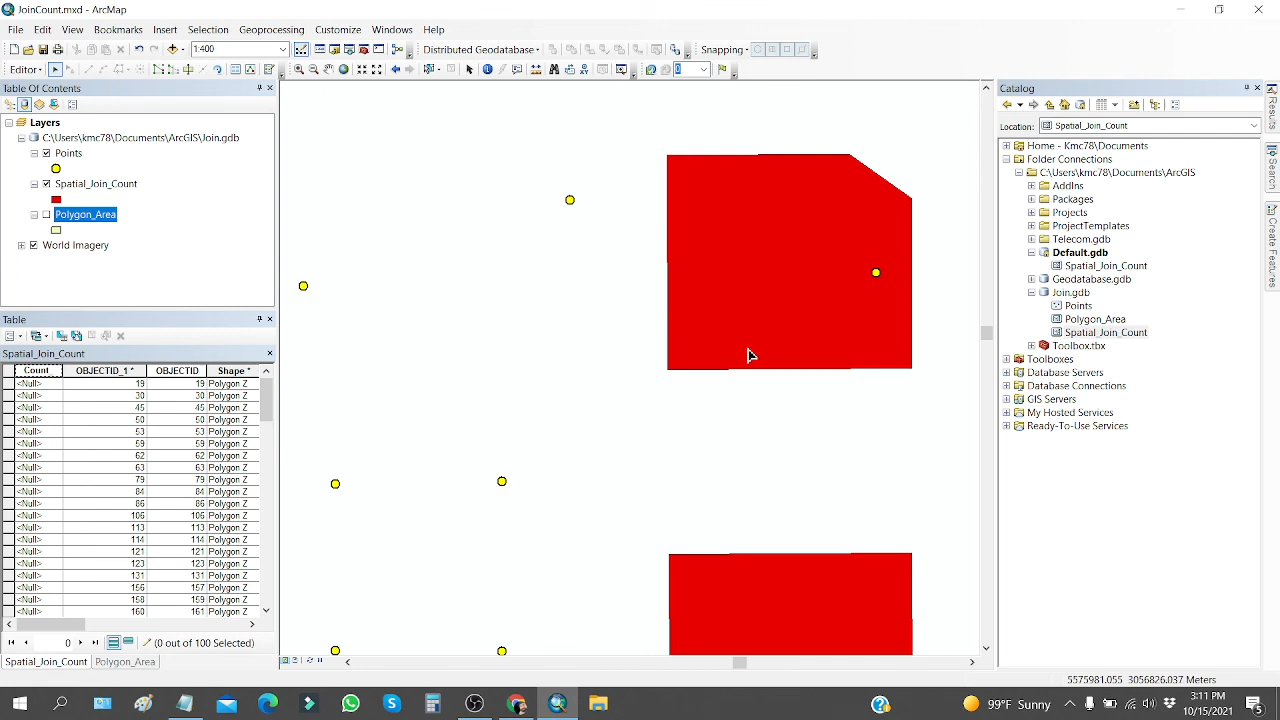 JoinCount.mxd - ArcMap
File Edit View Bookmarks Insert Selection Geoprocessing Customize Windows Help
1:400 Distributed Geodatabase Snapping
Editor 0
Table Of Contents
Layers
C:\Users\kmc78\Documents\ArcGIS\Join.gdb
Points
Spatial_Join_Count
Polygon_Area
World Imagery
Table
Spatial_Join_Count
Count OBJECTID_1 * OBJECTID Shape *
<Null> 19 19 Polygon Z
<Null> 30 30 Polygon Z
<Null> 45 45 Polygon Z
<Null> 50 50 Polygon Z
<Null> 53 53 Polygon Z
<Null> 59 59 Polygon Z
<Null> 62 62 Polygon Z
<Null> 63 63 Polygon Z
<Null> 79 79 Polygon Z
<Null> 84 84 Polygon Z
<Null> 86 86 Polygon Z
<Null> 106 106 Polygon Z
<Null> 113 113 Polygon Z
<Null> 114 114 Polygon Z
<Null> 121 121 Polygon Z
<Null> 123 123 Polygon Z
<Null> 131 131 Polygon Z
<Null> 156 157 Polygon Z
<Null> 158 159 Polygon Z
<Null> 160 161 Polygon Z
0 (0 out of 100 Selected)
Spatial_Join_Count Polygon_Area
Catalog
Location: Spatial_Join_Count
Home - Kmc78\Documents
Folder Connections
C:\Users\kmc78\Documents\ArcGIS
AddIns
Packages
Projects
ProjectTemplates
Telecom.gdb
Default.gdb
Spatial_Join_Count
Geodatabase.gdb
Join.gdb
Points
Polygon_Area
Spatial_Join_Count
Toolbox.tbx
Toolboxes
Database Servers
Database Connections
GIS Servers
My Hosted Services
Ready-To-Use Services
Results
Search
Create Features
5575981.005 3056826.037 Meters
99°F Sunny
3:11 PM
10/15/2021